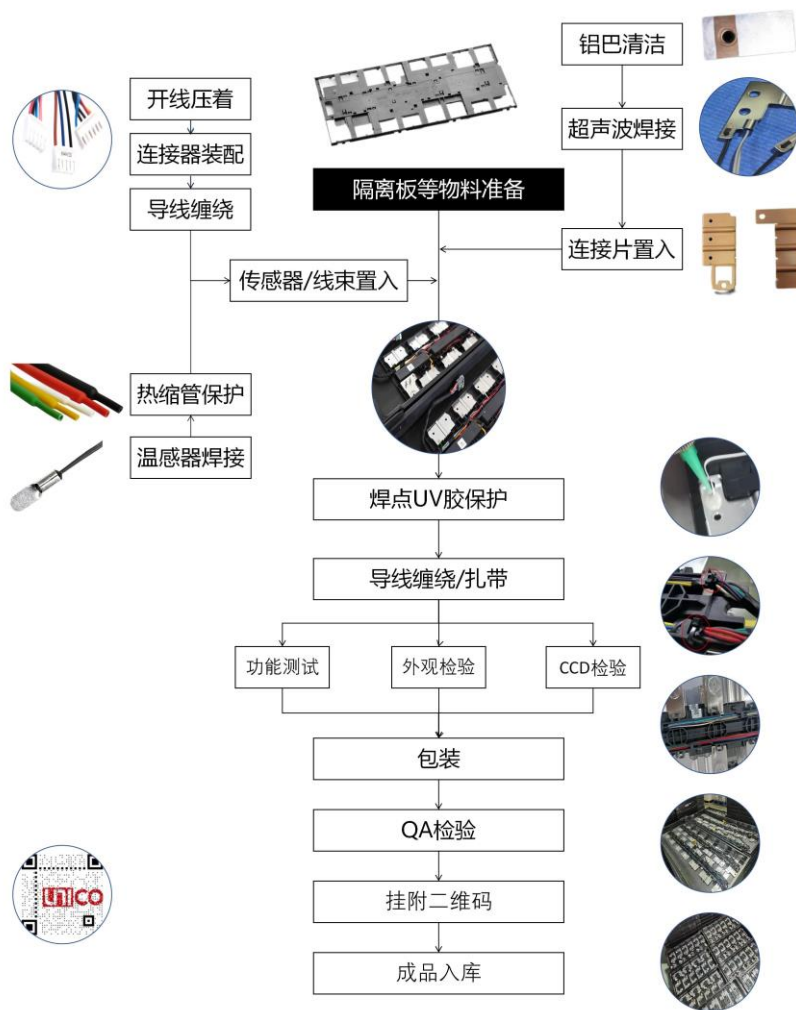 铝巴清洁
开线压着
连接器装配
超声波焊接
隔离板等物料准备
导线缠绕
连接片置入
传感器/线束置入
热缩管保护
温感器焊接
焊点UV胶保护
导线缠绕/扎带
功能测试
外观检验
CCD检验
包装
QA检验
UNICO
挂附二维码
成品入库